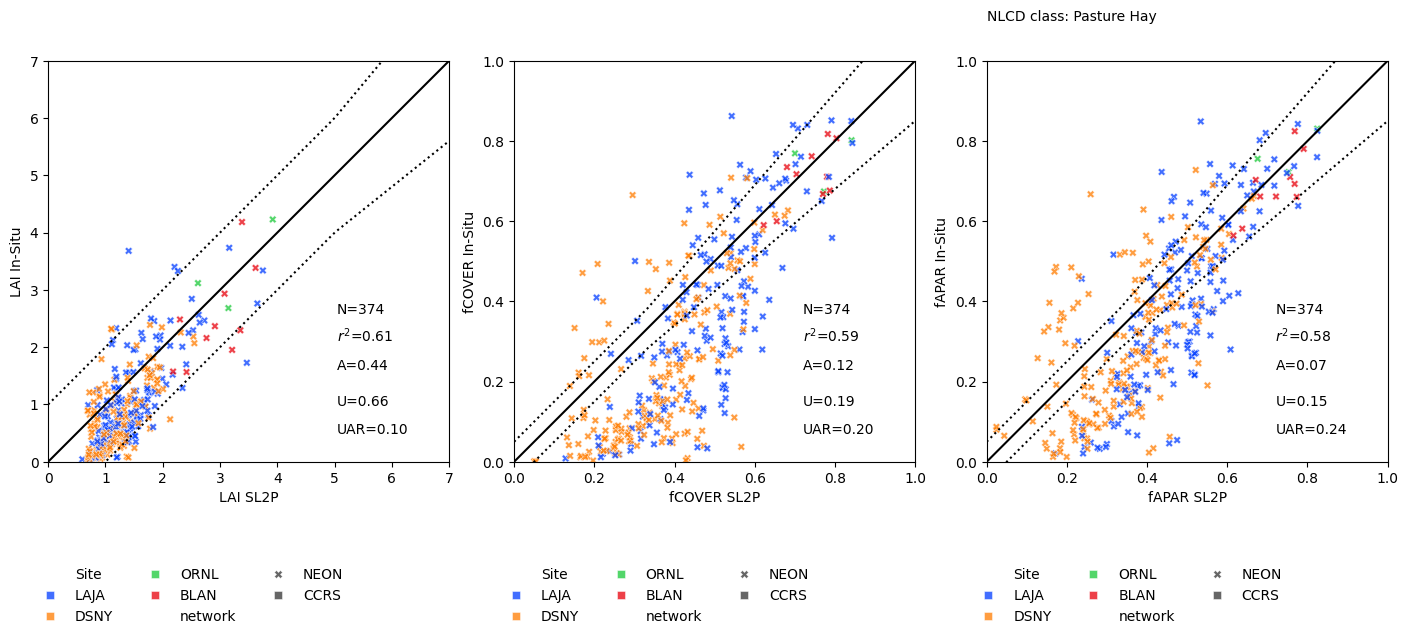 NLCD class: Pasture Hay
7
6
5
4
3
2
1
0
LAI In-Situ
N=374
r²=0.61
A=0.44
U=0.66
UAR=0.10
0 1 2 3 4 5 6 7
LAI SL2P
1.0
0.8
0.6
0.4
0.2
0.0
fCOVER In-Situ
N=374
r²=0.59
A=0.12
U=0.19
UAR=0.20
0.0 0.2 0.4 0.6 0.8 1.0
fCOVER SL2P
1.0
0.8
0.6
0.4
0.2
0.0
fAPAR In-Situ
N=374
r²=0.58
A=0.07
U=0.15
UAR=0.24
0.0 0.2 0.4 0.6 0.8 1.0
fAPAR SL2P
Site ORNL NEON
LAJA BLAN CCRS
DSNY network
Site ORNL NEON
LAJA BLAN CCRS
DSNY network
Site ORNL NEON
LAJA BLAN CCRS
DSNY network